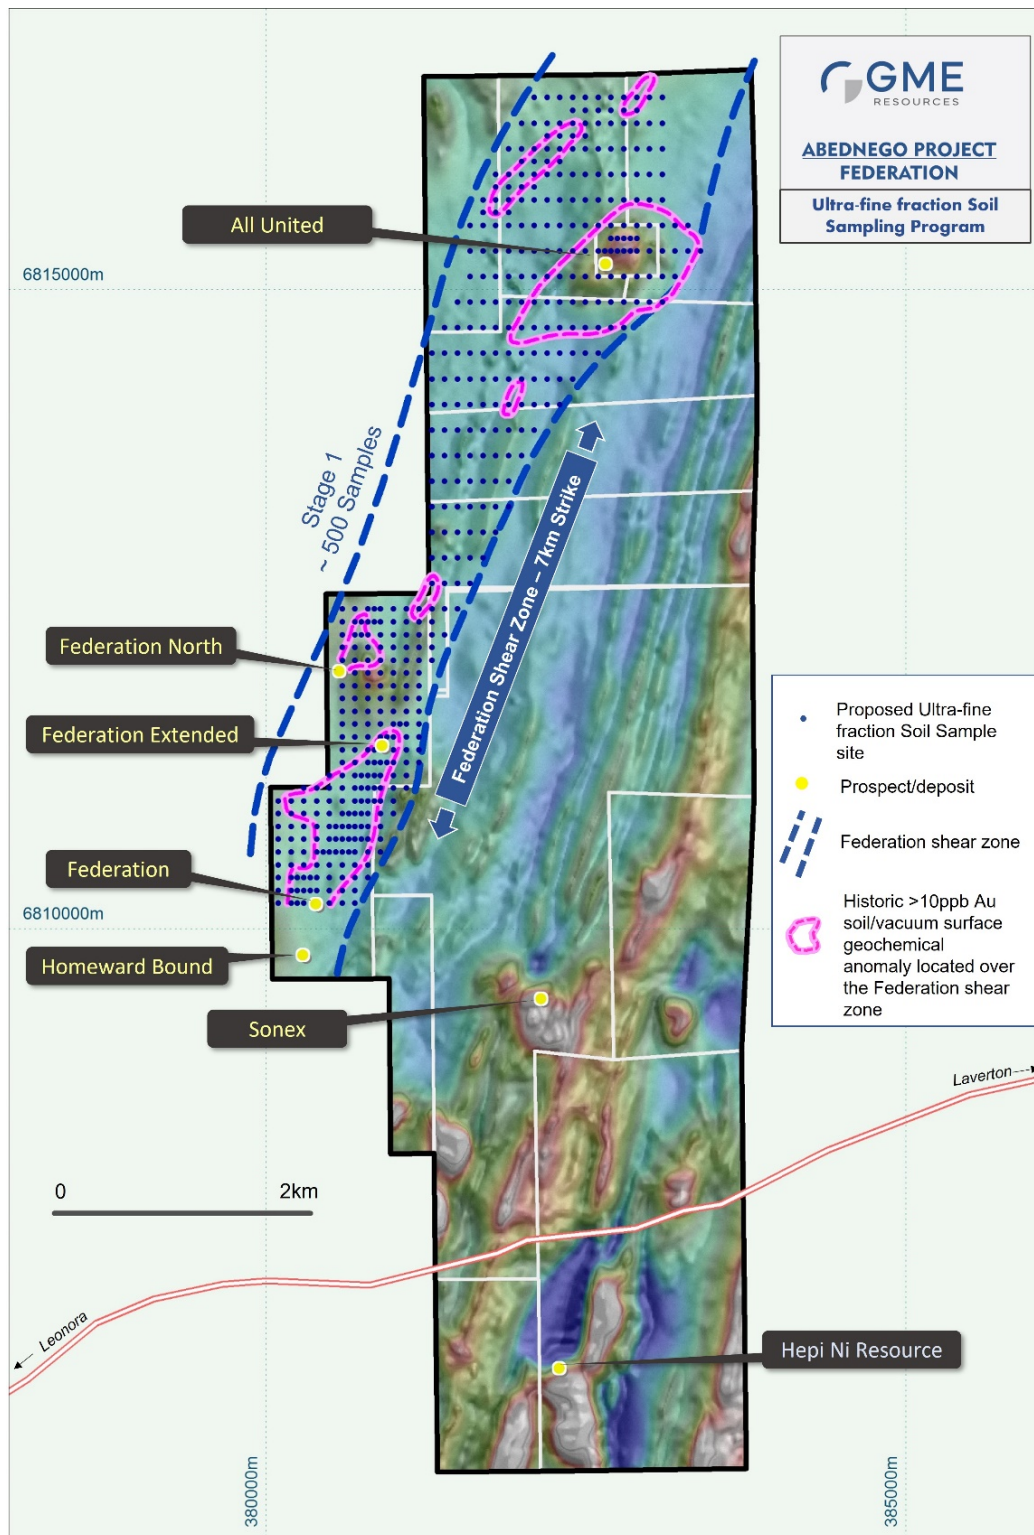 GME
RESOURCES
ABEDNEGO PROJECT
FEDERATION
Ultra-fine fraction Soil
Sampling Program
All United
6815000m
Stage 1
~ 500 Samples
Federation Shear Zone – 7km Strike
Federation North
Federation Extended
Federation
6810000m
Homeward Bound
Sonex
Proposed Ultra-fine
fraction Soil Sample
site
Prospect/deposit
Federation shear zone
Historic >10ppb Au
soil/vacuum surface
geochemical
anomaly located over
the Federation shear
zone
Laverton
0 2km
Leonora
Hepi Ni Resource
380000m
385000m